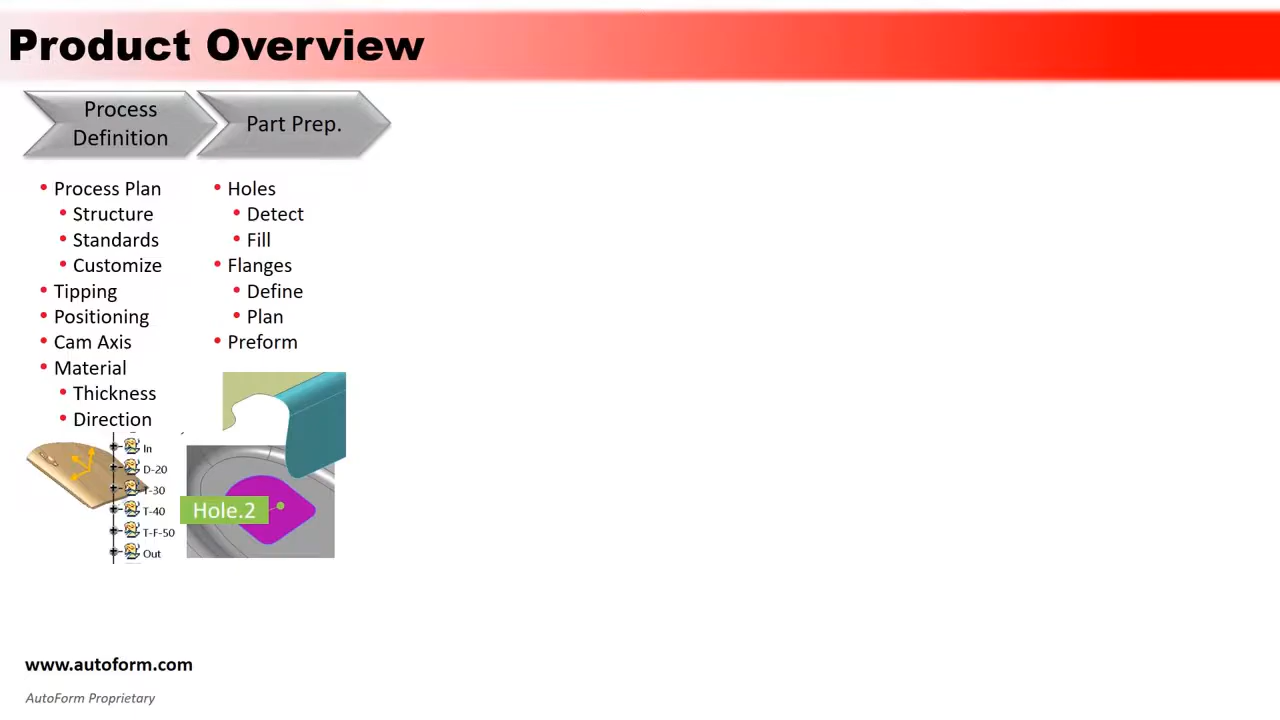 Product Overview
Process
Definition
Part Prep.
• Process Plan
• Structure
• Standards
• Customize
• Tipping
• Positioning
• Cam Axis
• Material
• Thickness
• Direction
• Holes
• Detect
• Fill
• Flanges
• Define
• Plan
• Preform
In
D-20
T-30
T-40
T-F-50
Out
Hole.2
www.autoform.com
AutoForm Proprietary